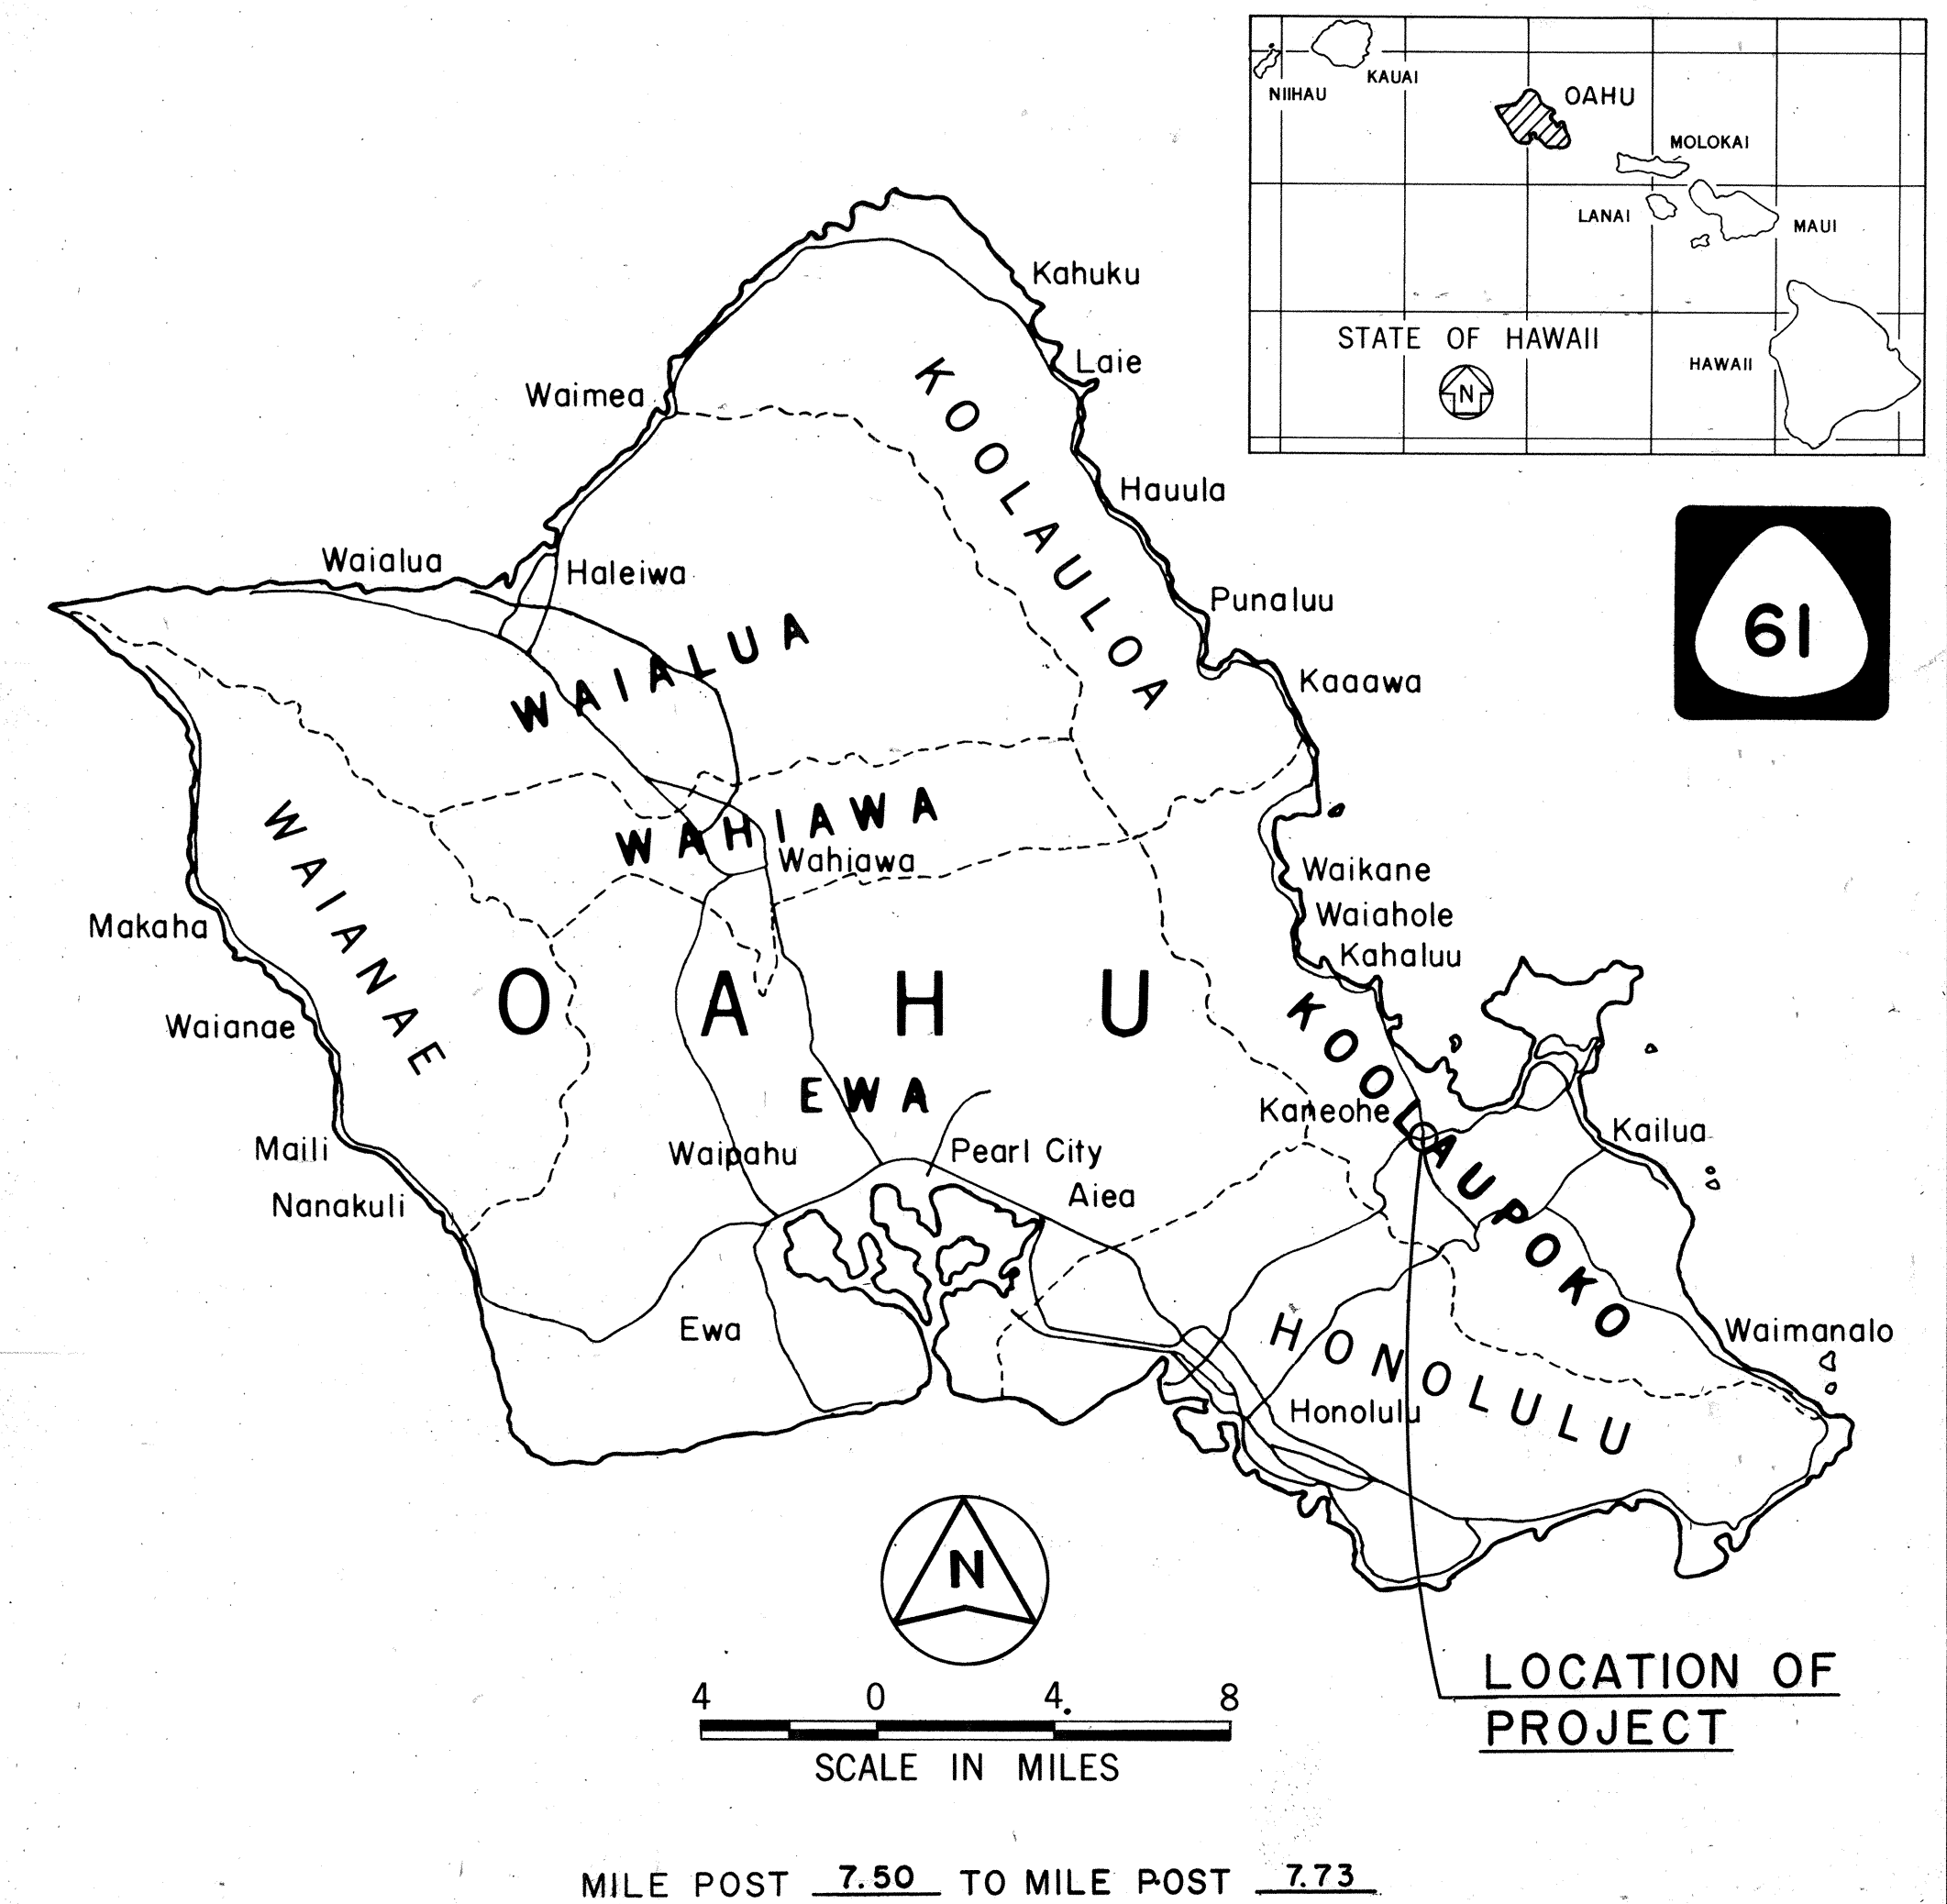 KAUAI
NIIHAU
OAHU
MOLOKAI
LANAI
MAUI
STATE OF HAWAII
HAWAII
N
61
Kahuku
Laie
Waimea
KOOLAULOA
Hauula
Waialua
Haleiwa
Punaluu
WAIALUA
Kaaawa
WAHIAWA
Wahiawa
WAIANAE
Waikane
Waiahole
Makaha
Kahaluu
OAHU
Waianae
KOOLAUPOKO
EWA
Kaneohe
Kailua
Maili
Waipahu
Pearl City
Aiea
Nanakuli
Ewa
HONOLULU
Waimanalo
Honolulu
N
LOCATION OF
PROJECT
4 0 4 8
SCALE IN MILES
MILE POST 7.50 TO MILE POST 7.73